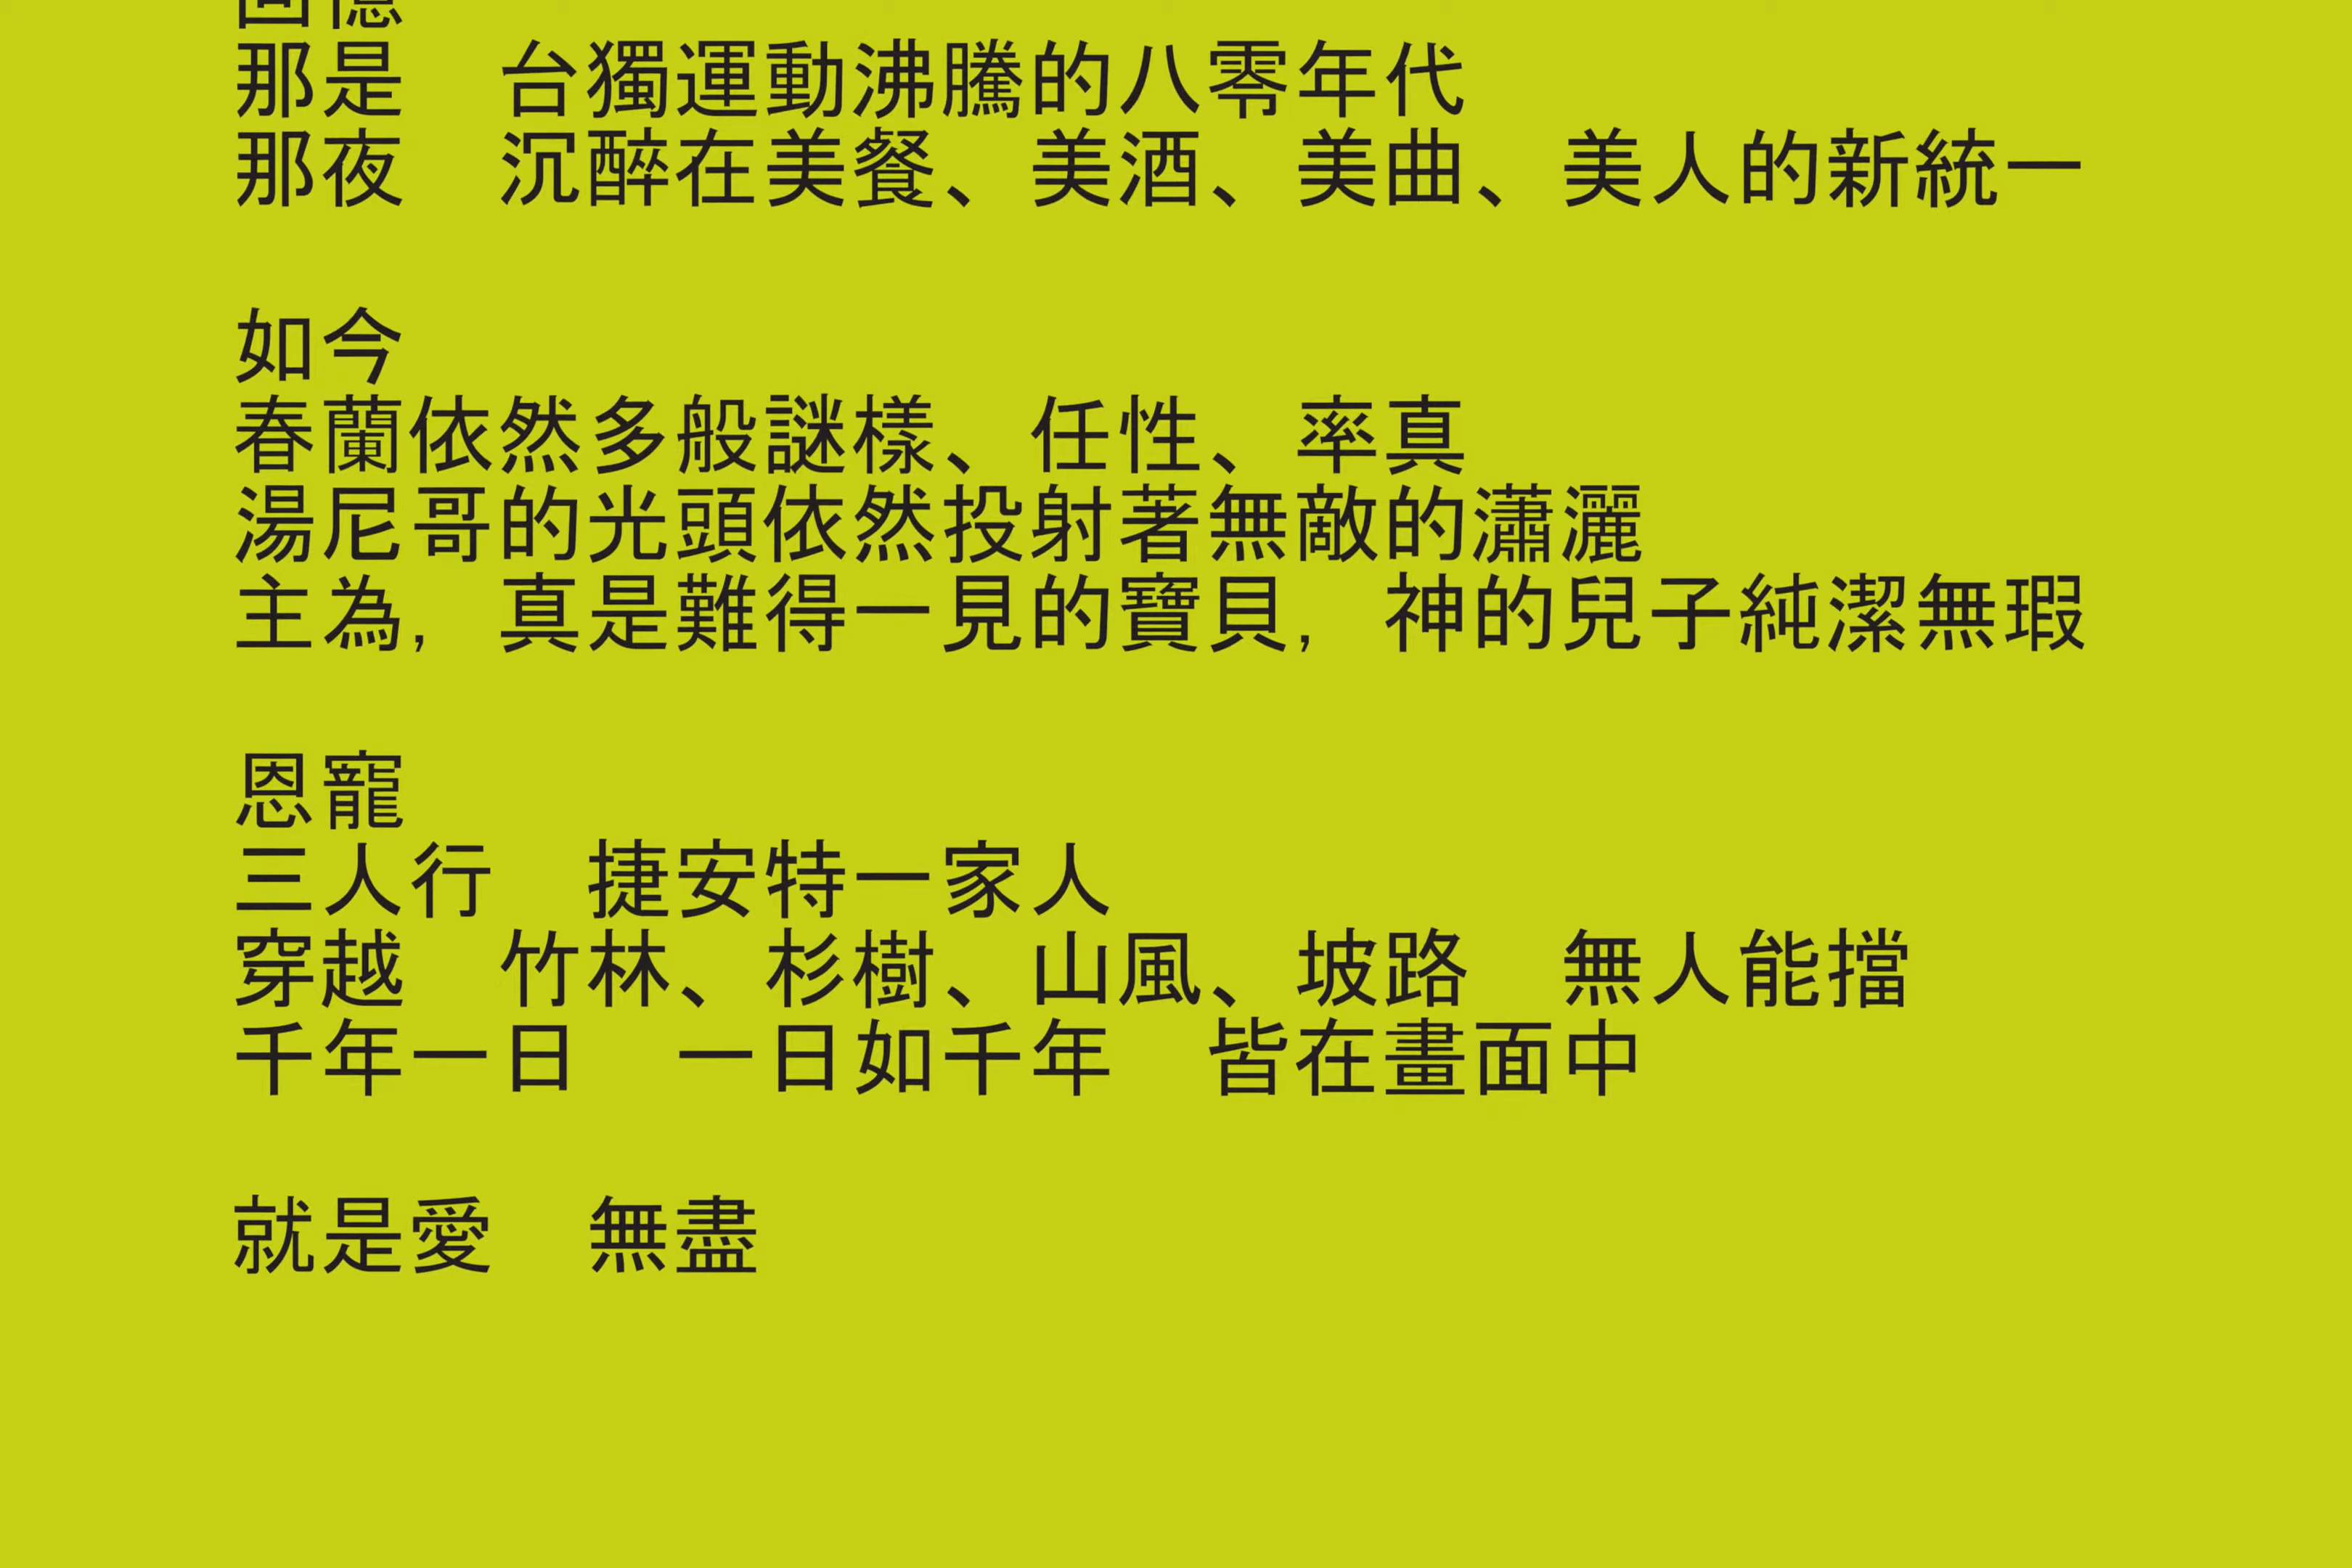 回憶
那是　台獨運動沸騰的八零年代
那夜　沉醉在美餐、美酒、美曲、美人的新統一
如今
春蘭依然多般謎樣、任性、率真
湯尼哥的光頭依然投射著無敵的瀟灑
主為，真是難得一見的寶貝，神的兒子純潔無瑕
恩寵
三人行　捷安特一家人
穿越　竹林、杉樹、山風、坡路　無人能擋
千年一日　一日如千年　皆在畫面中
就是愛　無盡